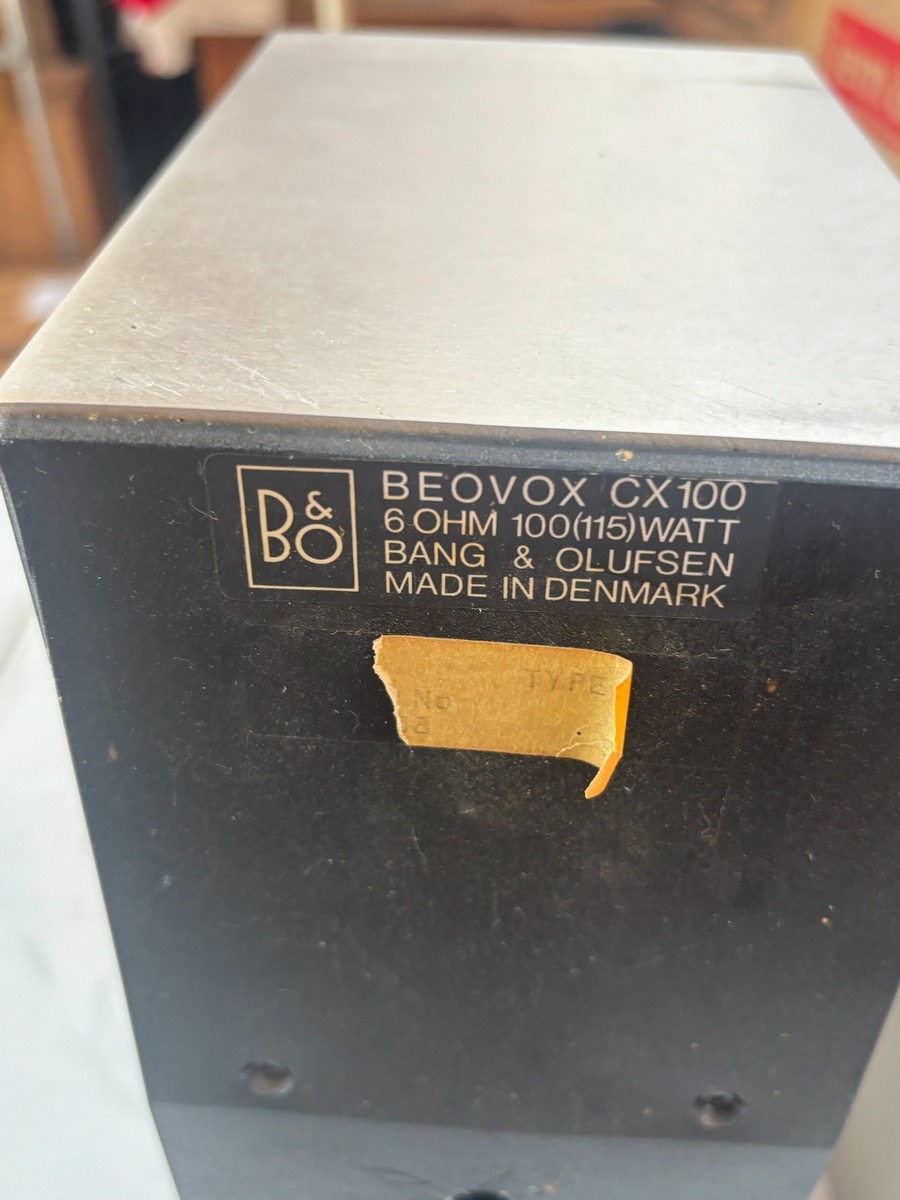 B&O
BEOVOX CX100
6 OHM 100(115)WATT
BANG & OLUFSEN
MADE IN DENMARK
TYPE
No